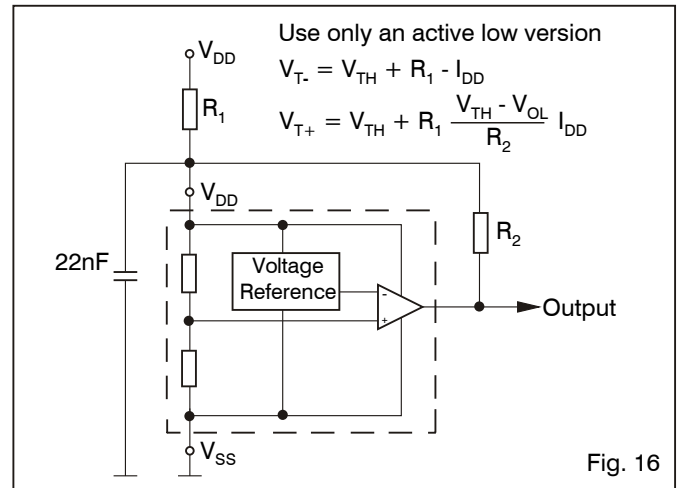 Use only an active low version
V_DD
V_T- = V_TH + R_1 - I_DD
V_T+ = V_TH + R_1 (V_TH - V_OL) / R_2 I_DD
R_1
V_DD
R_2
22nF
Voltage
Reference
-
+
Output
V_SS
Fig. 16